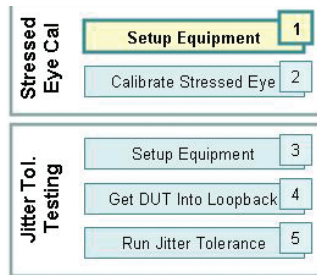 Stressed
Eye Cal
Setup Equipment 1
Calibrate Stressed Eye 2
Jitter Tol.
Testing
Setup Equipment 3
Get DUT Into Loopback 4
Run Jitter Tolerance 5